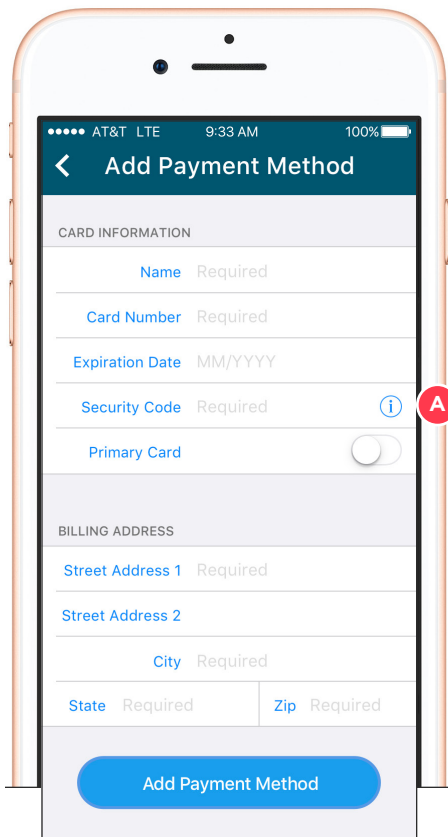 AT&T LTE 9:33 AM 100%
Add Payment Method
CARD INFORMATION
Name Required
Card Number Required
Expiration Date MM/YYYY
Security Code Required i
A
Primary Card
BILLING ADDRESS
Street Address 1 Required
Street Address 2
City Required
State Required Zip Required
Add Payment Method